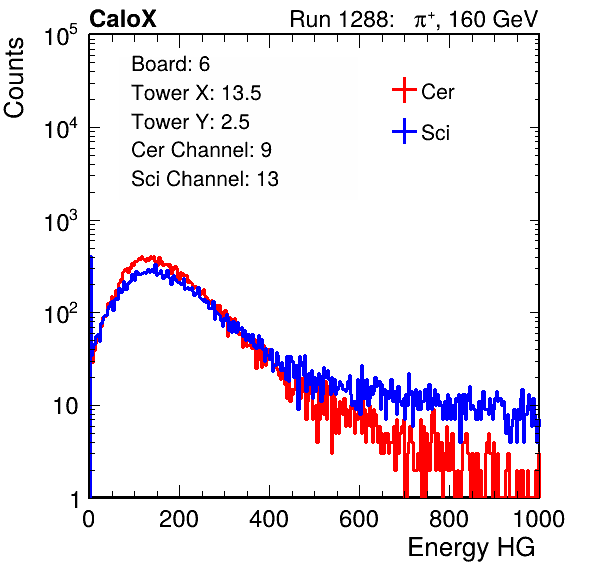 CaloX Run 1288: π⁺, 160 GeV
Board: 6
Tower X: 13.5
Tower Y: 2.5
Cer Channel: 9
Sci Channel: 13
Cer
Sci
Counts
10⁵
10⁴
10³
10²
10
1
0 200 400 600 800 1000
Energy HG